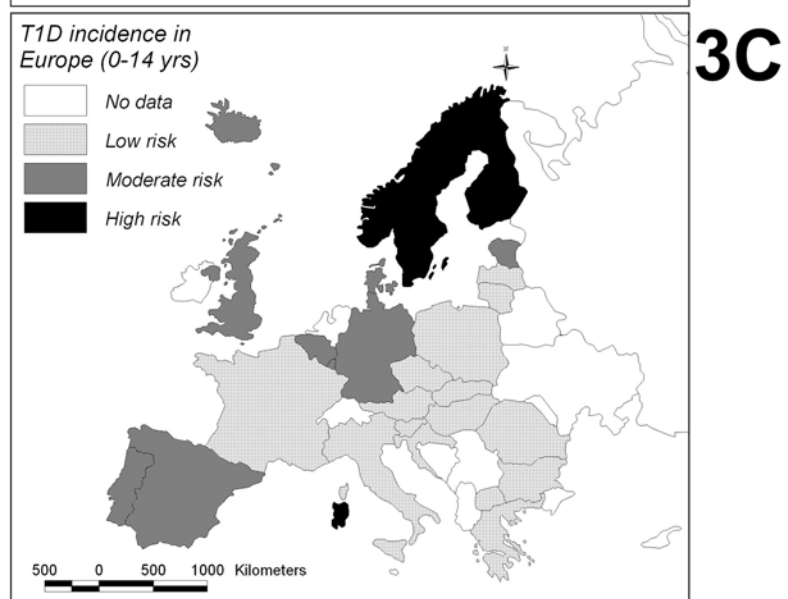 T1D incidence in
Europe (0-14 yrs)
No data
Low risk
Moderate risk
High risk
3C
N
500 0 500 1000 Kilometers